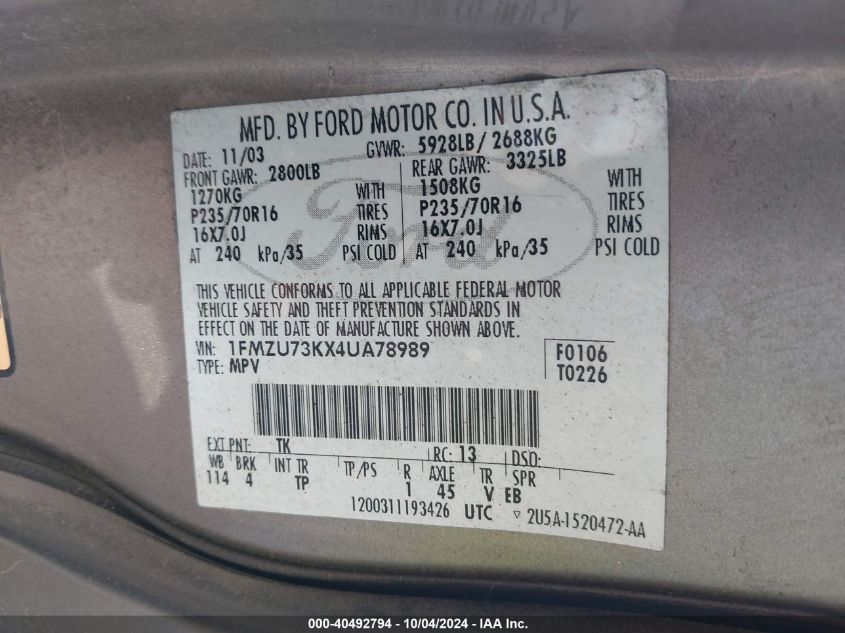 MFD. BY FORD MOTOR CO. IN U.S.A.
DATE: 11/03 GVWR: 5928LB/ 2688KG
FRONT GAWR: 2800LB REAR GAWR: 3325LB
1270KG WITH 1508KG WITH
P235/70R16 TIRES P235/70R16 TIRES
16X7.0J RIMS 16X7.0J RIMS
AT 240 kPa/35 PSI COLD AT 240 kPa/35 PSI COLD
Ford
THIS VEHICLE CONFORMS TO ALL APPLICABLE FEDERAL MOTOR
VEHICLE SAFETY AND THEFT PREVENTION STANDARDS IN
EFFECT ON THE DATE OF MANUFACTURE SHOWN ABOVE.
VIN: 1FMZU73KX4UA78989 F0106
TYPE: MPV T0226
EXT PNT: TK RC: 13 DSO:
WB BRK INT TR TP/PS R AXLE TR SPR
114 4 TP 1 45 V EB
1200311193426 UTC ▽ 2U5A-1520472-AA
000-40492794 - 10/04/2024 - IAA Inc.